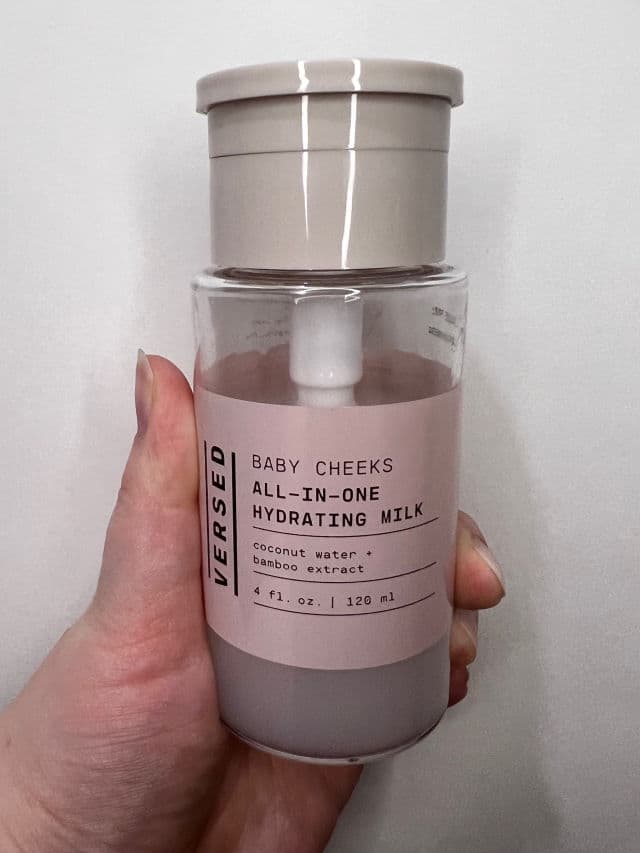 VERSED
BABY CHEEKS
ALL-IN-ONE
HYDRATING MILK
coconut water +
bamboo extract
4 fl. oz. | 120 ml